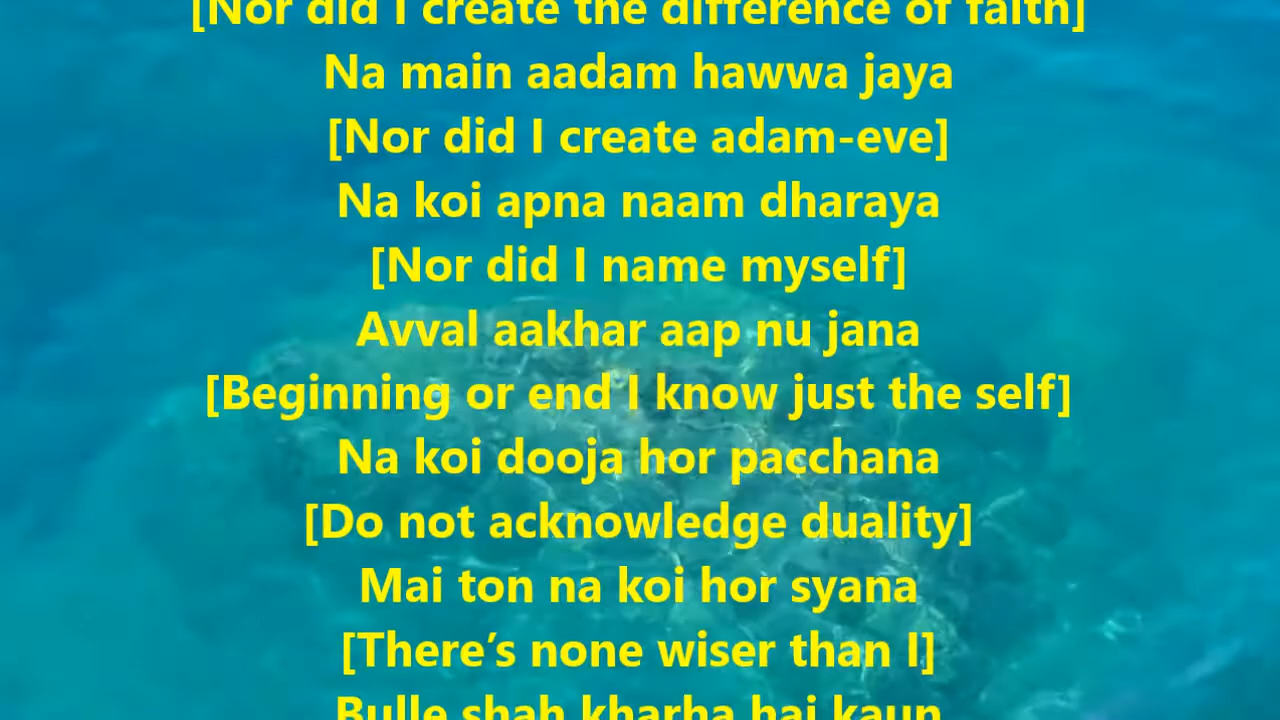 [Nor did I create the difference of faith]
Na main aadam hawwa jaya
[Nor did I create adam-eve]
Na koi apna naam dharaya
[Nor did I name myself]
Avval aakhar aap nu jana
[Beginning or end I know just the self]
Na koi dooja hor pacchana
[Do not acknowledge duality]
Mai ton na koi hor syana
[There’s none wiser than I]
Bulle shah kharha hai kaun